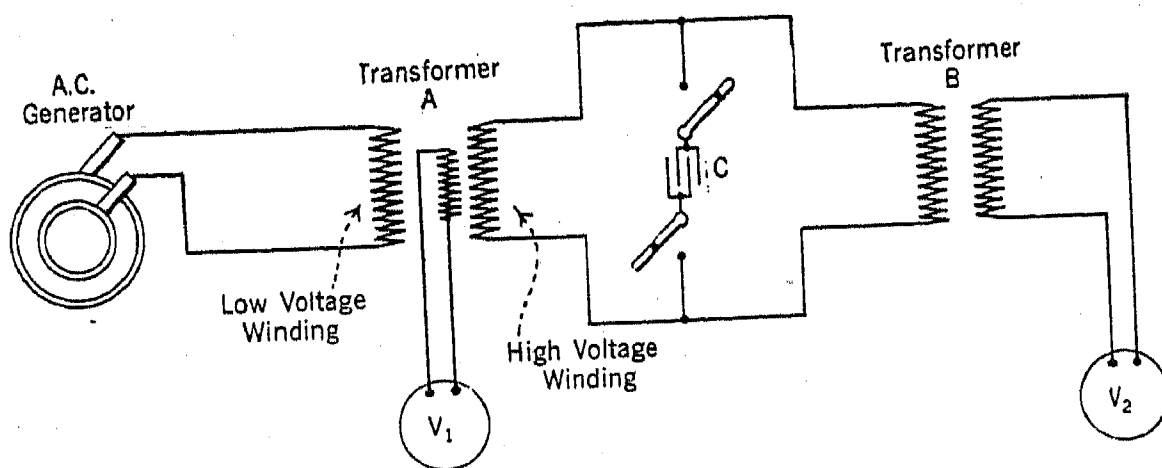 A.C.
Generator
Transformer
A
Transformer
B
C
Low Voltage
Winding
High Voltage
Winding
V₁
V₂